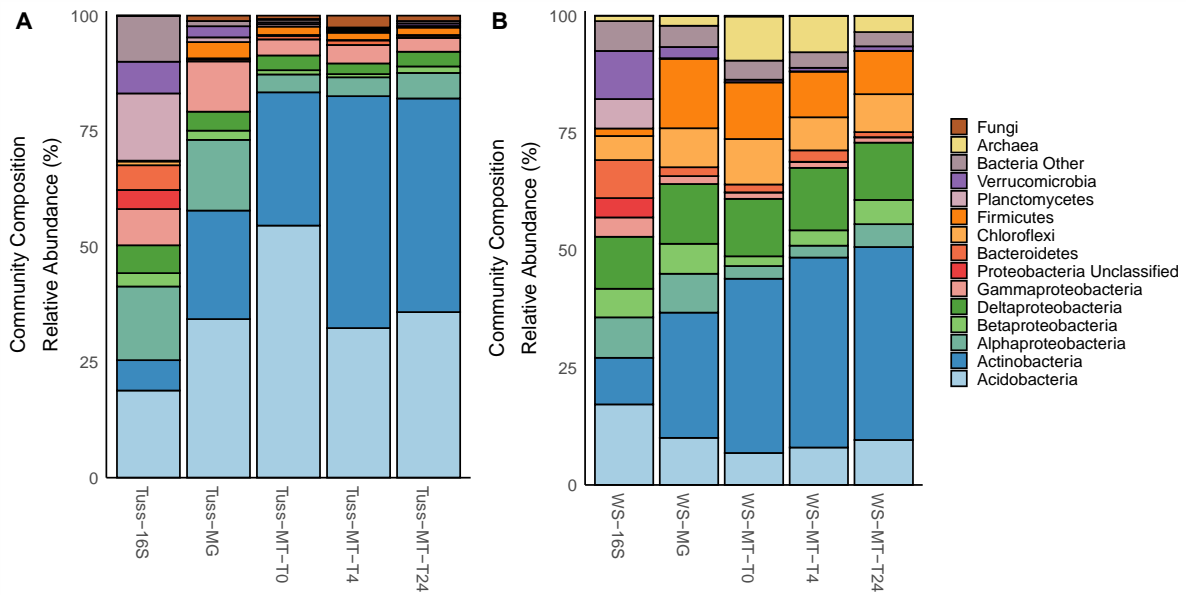 A
Community Composition
Relative Abundance (%)
100
75
50
25
0
Tuss−16S
Tuss−MG
Tuss−MT−T0
Tuss−MT−T4
Tuss−MT−T24
B
Community Composition
Relative Abundance (%)
100
75
50
25
0
WS−16S
WS−MG
WS−MT−T0
WS−MT−T4
WS−MT−T24
Fungi
Archaea
Bacteria Other
Verrucomicrobia
Planctomycetes
Firmicutes
Chloroflexi
Bacteroidetes
Proteobacteria Unclassified
Gammaproteobacteria
Deltaproteobacteria
Betaproteobacteria
Alphaproteobacteria
Actinobacteria
Acidobacteria